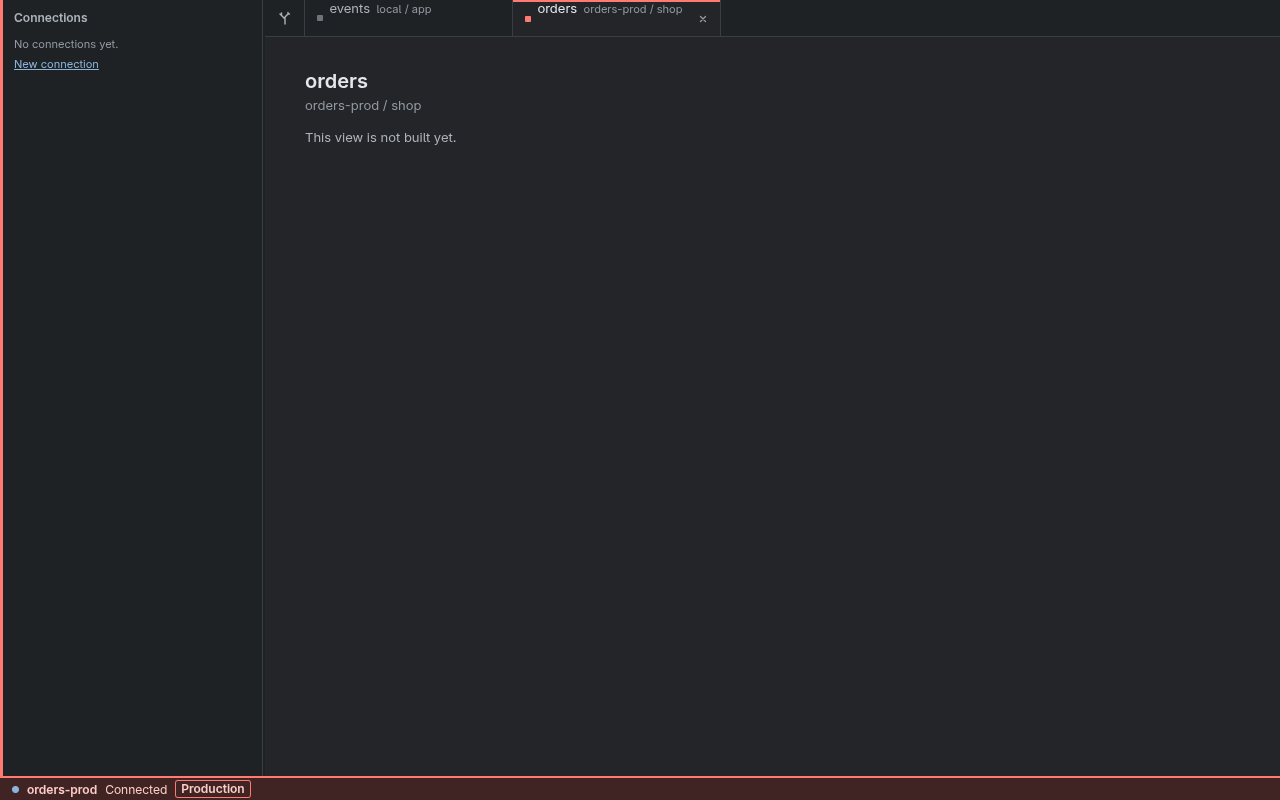 Connections
No connections yet.
New connection
events local / app
orders orders-prod / shop
orders
orders-prod / shop
This view is not built yet.
orders-prod Connected Production